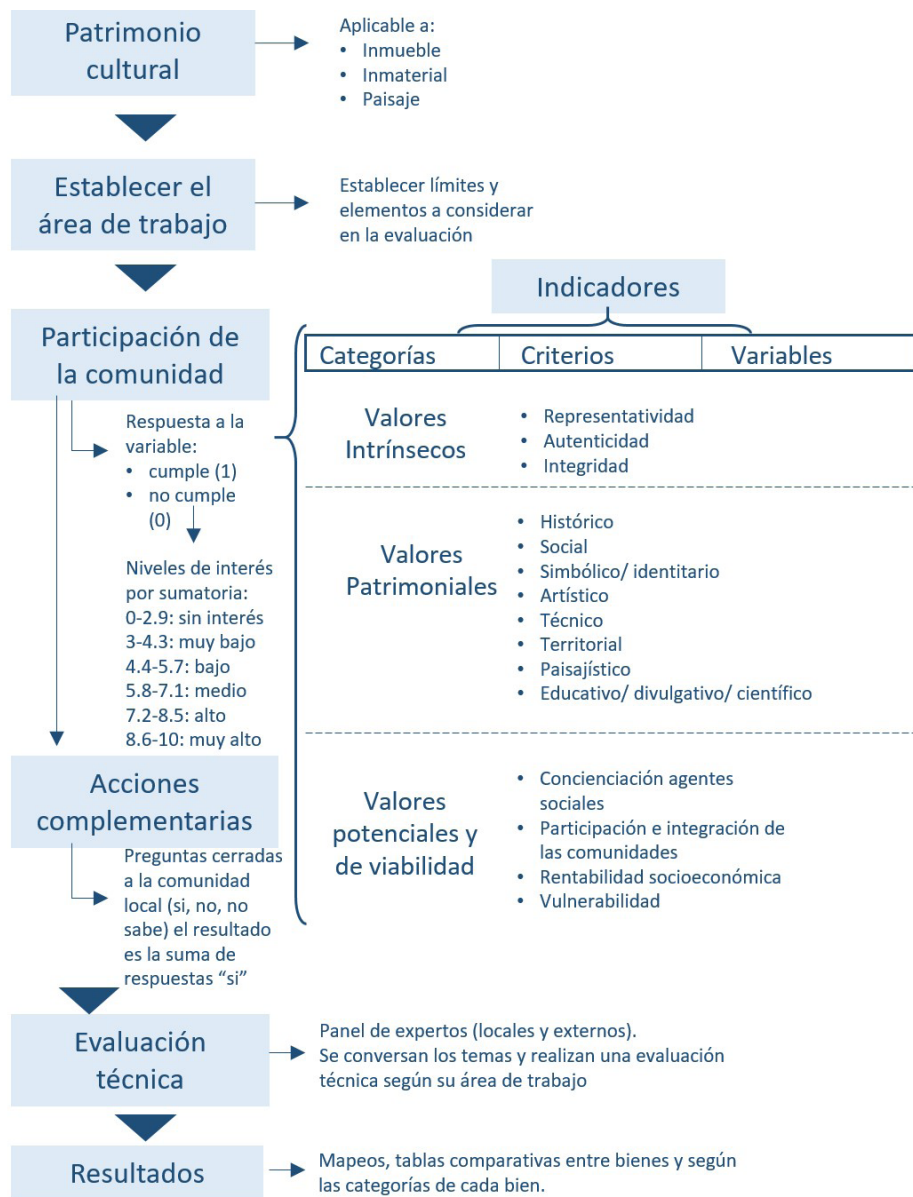 Patrimonio
cultural
Aplicable a:
• Inmueble
• Inmaterial
• Paisaje
Establecer el
área de trabajo
Establecer límites y
elementos a considerar
en la evaluación
Indicadores
Categorías
Criterios
Variables
Participación de
la comunidad
Respuesta a la
variable:
• cumple (1)
• no cumple
(0)
Niveles de interés
por sumatoria:
0-2.9: sin interés
3-4.3: muy bajo
4.4-5.7: bajo
5.8-7.1: medio
7.2-8.5: alto
8.6-10: muy alto
Valores
Intrínsecos
• Representatividad
• Autenticidad
• Integridad
Valores
Patrimoniales
• Histórico
• Social
• Simbólico/ identitario
• Artístico
• Técnico
• Territorial
• Paisajístico
• Educativo/ divulgativo/ científico
Valores
potenciales y
de viabilidad
• Concienciación agentes
sociales
• Participación e integración de
las comunidades
• Rentabilidad socioeconómica
• Vulnerabilidad
Acciones
complementarias
Preguntas cerradas
a la comunidad
local (si, no, no
sabe) el resultado
es la suma de
respuestas “si”
Evaluación
técnica
Panel de expertos (locales y externos).
Se conversan los temas y realizan una evaluación
técnica según su área de trabajo
Resultados
Mapeos, tablas comparativas entre bienes y según
las categorías de cada bien.